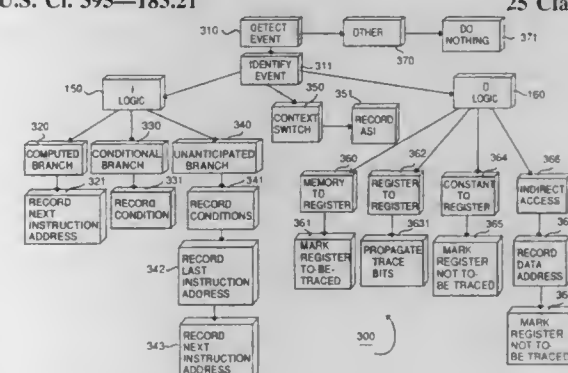 U.S. Cl. 395—183.21
25 Cla
310
DETECT EVENT
OTHER
370
DO NOTHING
371
IDENTIFY EVENT
311
150
I LOGIC
350
CONTEXT SWITCH
351
RECORD ASI
D LOGIC
160
320
COMPUTED BRANCH
330
CONDITIONAL BRANCH
340
UNANTICIPATED BRANCH
321
RECORD NEXT INSTRUCTION ADDRESS
331
RECORD CONDITION
341
RECORD CONDITIONS
342
RECORD LAST INSTRUCTION ADDRESS
343
RECORD NEXT INSTRUCTION ADDRESS
360
MEMORY TO REGISTER
362
REGISTER TO REGISTER
364
CONSTANT TO REGISTER
366
INDIRECT ACCESS
361
MARK REGISTER TO BE-TRACED
3631
PROPAGATE TRACE BITS
365
MARK REGISTER NOT TO-BE TRACED
36
RECORD DATA ADDRESS
36
MARK REGISTER NOT TO-BE TRACED
300